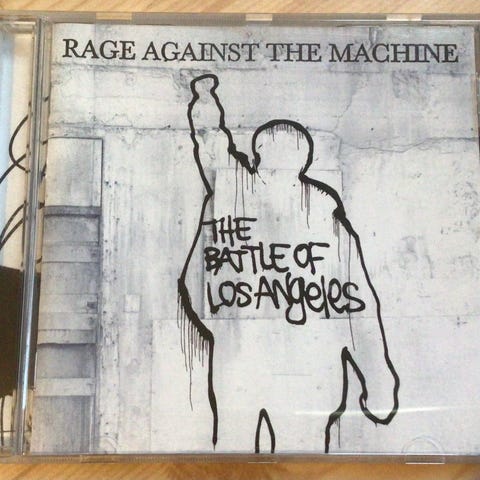 RAGE AGAINST THE MACHINE
THE
BATTLE OF
LOS ANgeles